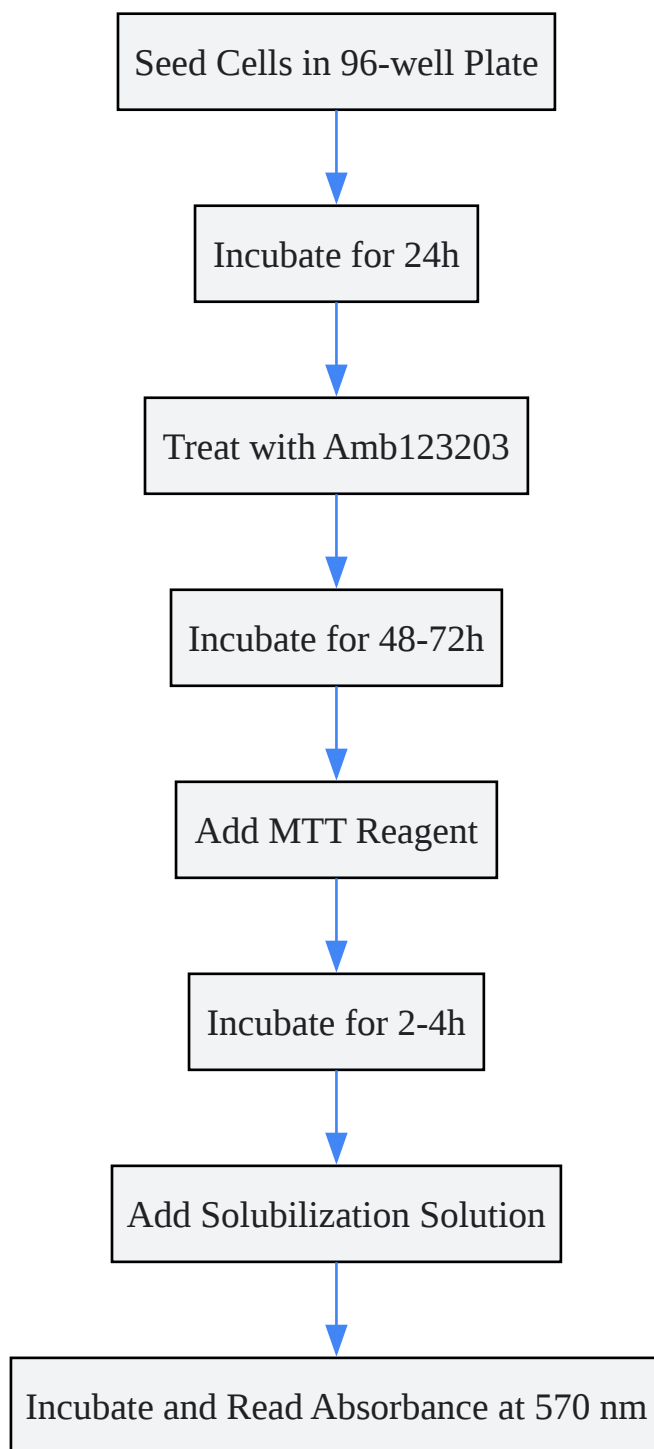 Seed Cells in 96-well Plate
Incubate for 24h
Treat with Amb123203
Incubate for 48-72h
Add MTT Reagent
Incubate for 2-4h
Add Solubilization Solution
Incubate and Read Absorbance at 570 nm